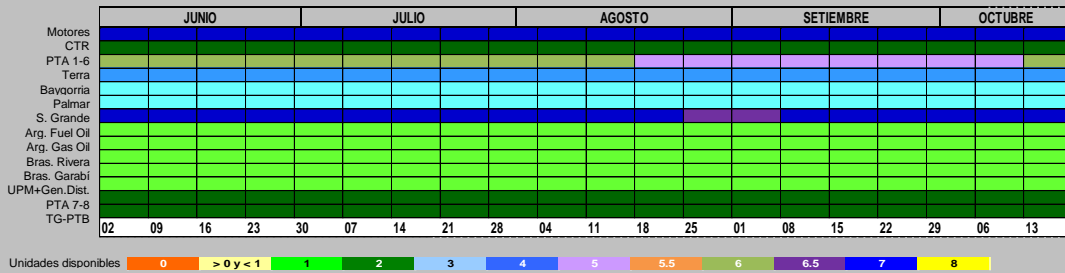 JUNIO JULIO AGOSTO SETIEMBRE OCTUBRE
Motores
CTR
PTA 1-6
Terra
Baygorria
Palmar
S. Grande
Arg. Fuel Oil
Arg. Gas Oil
Bras. Rivera
Bras. Garabí
UPM+Gen.Dist.
PTA 7-8
TG-PTB
02 09 16 23 30 07 14 21 28 04 11 18 25 01 08 15 22 29 06 13
Unidades disponibles 0 > 0 y < 1 1 2 3 4 5 5.5 6 6.5 7 8